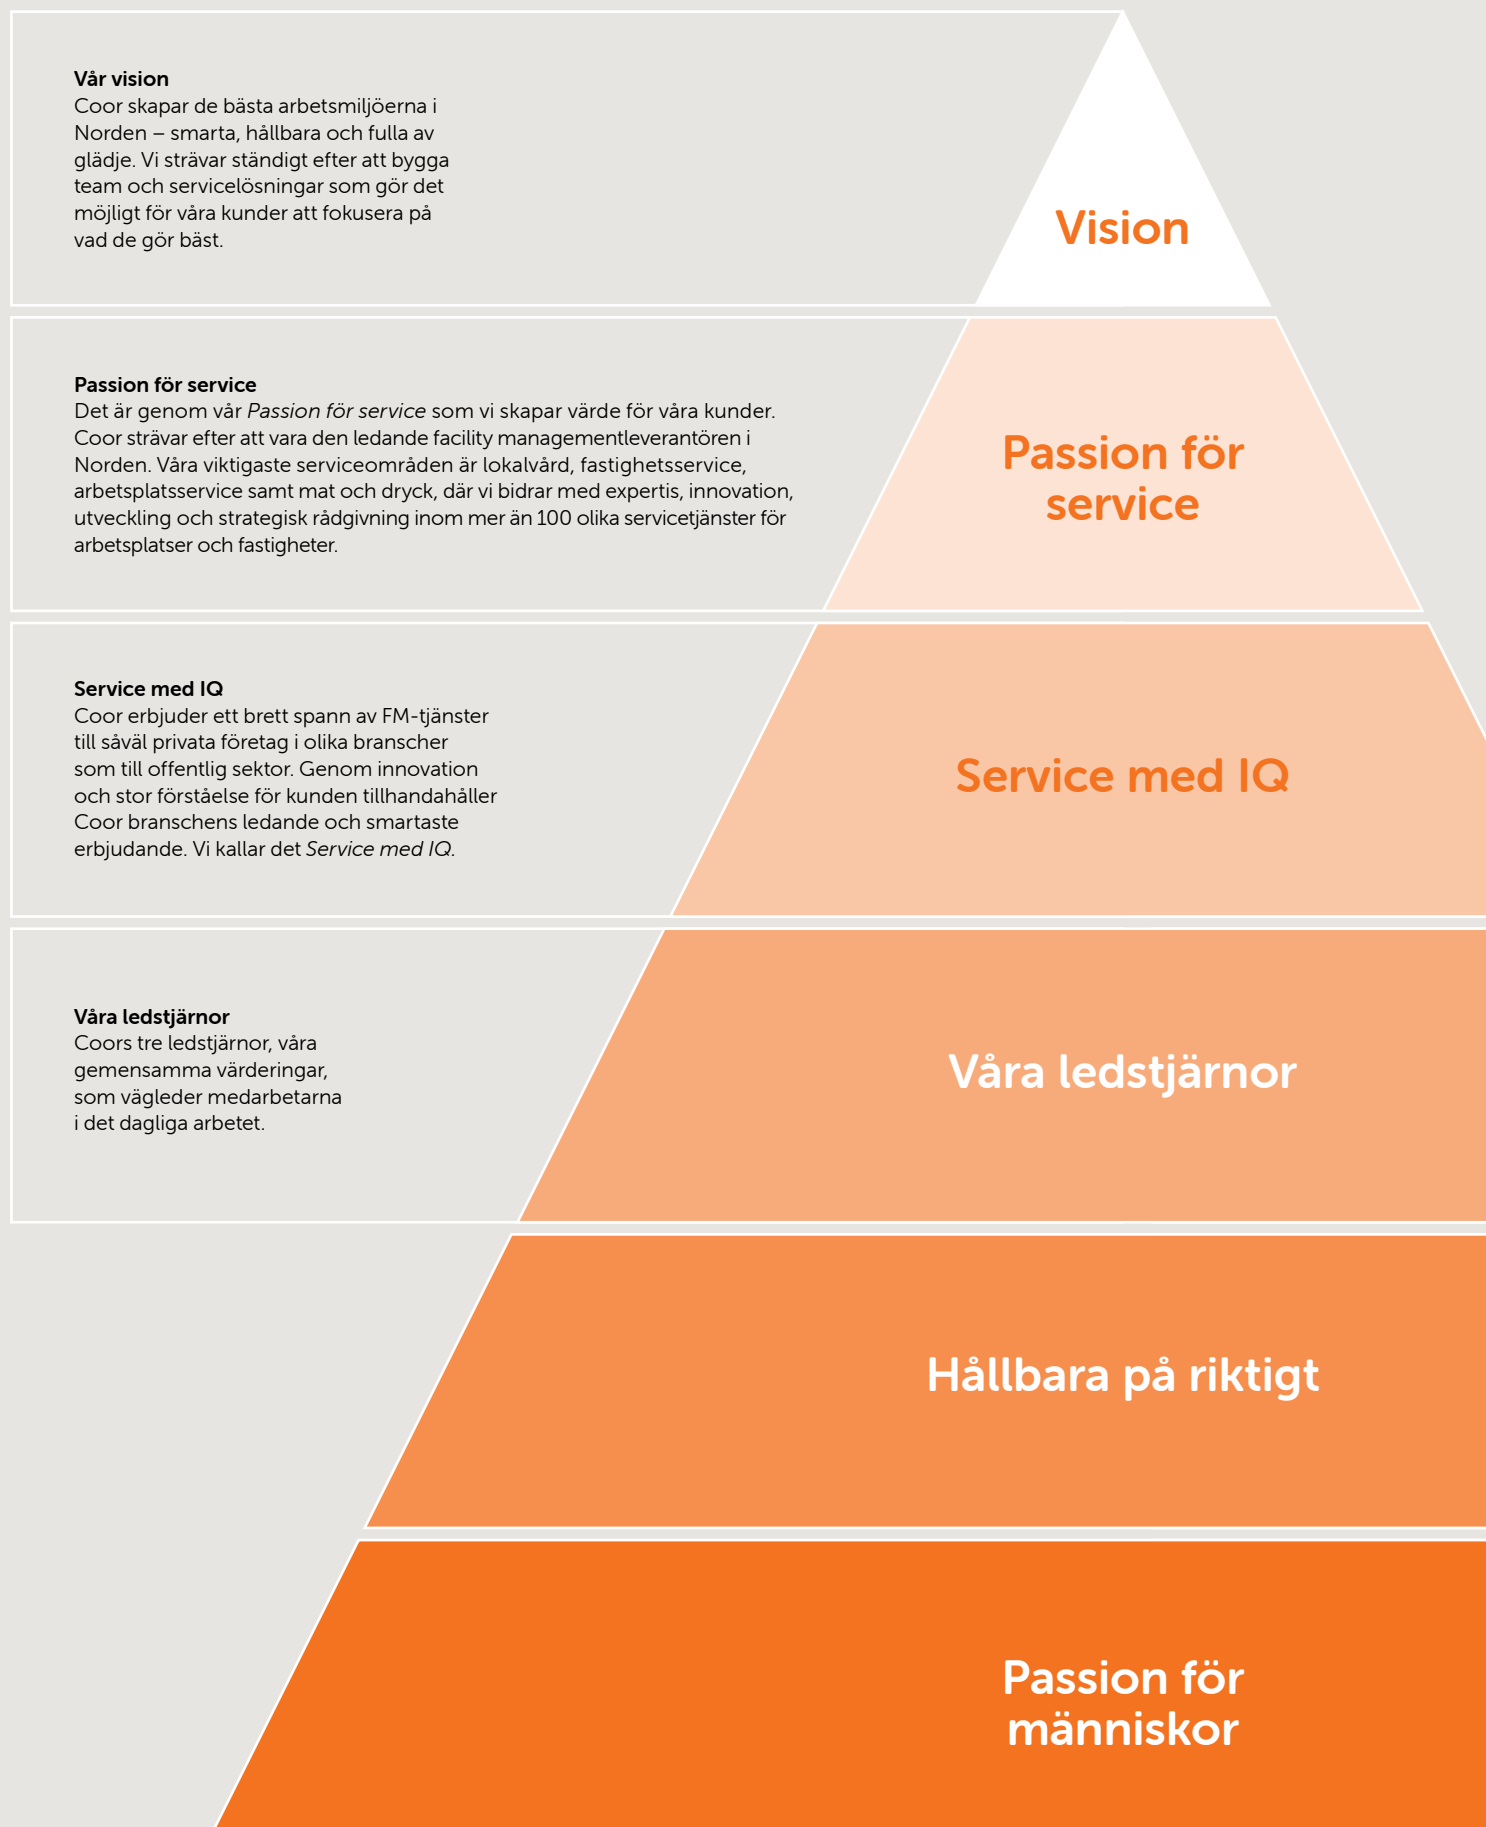 Vår vision
Coor skapar de bästa arbetsmiljöerna i
Norden – smarta, hållbara och fulla av
glädje. Vi strävar ständigt efter att bygga
team och servicelösningar som gör det
möjligt för våra kunder att fokusera på
vad de gör bäst.
Vision
Passion för service
Det är genom vår Passion för service som vi skapar värde för våra kunder.
Coor strävar efter att vara den ledande facility managementleverantören i
Norden. Våra viktigaste serviceområden är lokalvård, fastighetsservice,
arbetsplatsservice samt mat och dryck, där vi bidrar med expertis, innovation,
utveckling och strategisk rådgivning inom mer än 100 olika servicetjänster för
arbetsplatser och fastigheter.
Passion för
service
Service med IQ
Coor erbjuder ett brett spann av FM-tjänster
till såväl privata företag i olika branscher
som till offentlig sektor. Genom innovation
och stor förståelse för kunden tillhandahåller
Coor branschens ledande och smartaste
erbjudande. Vi kallar det Service med IQ.
Service med IQ
Våra ledstjärnor
Coors tre ledstjärnor, våra
gemensamma värderingar,
som vägleder medarbetarna
i det dagliga arbetet.
Våra ledstjärnor
Hållbara på riktigt
Passion för
människor